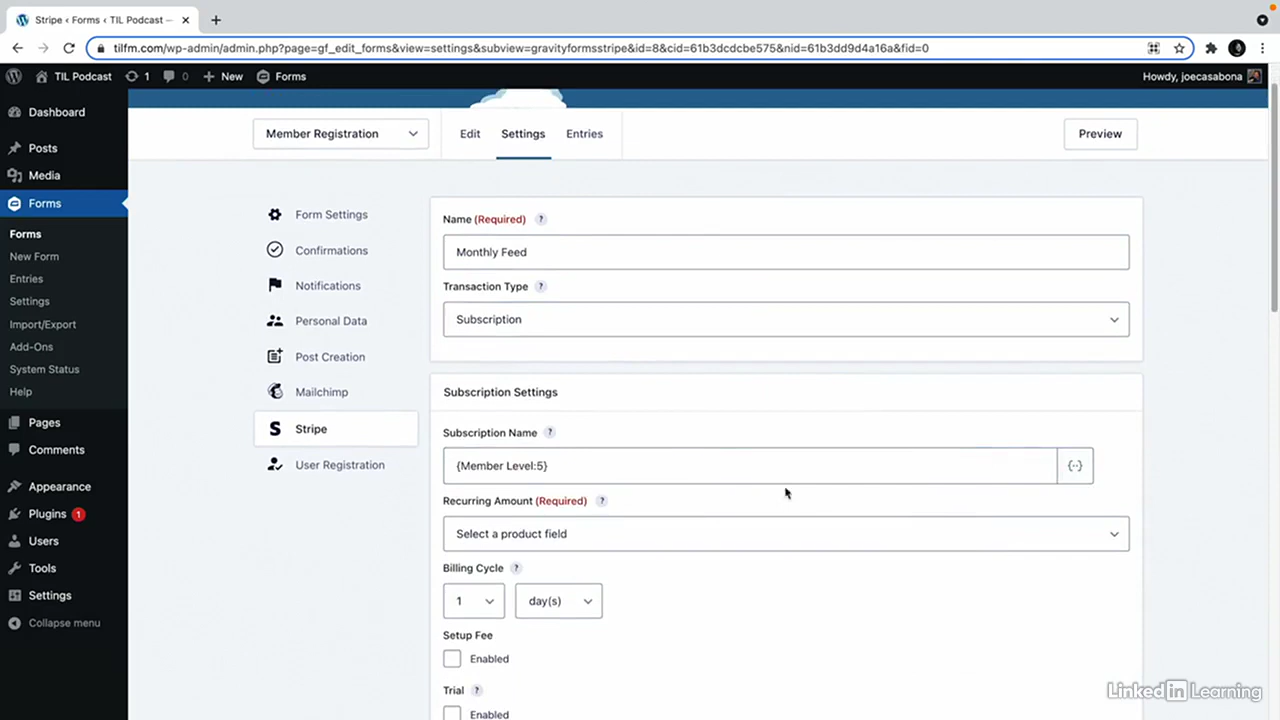 Stripe < Forms < TIL Podcast —
tilfm.com/wp-admin/admin.php?page=gf_edit_forms&view=settings&subview=gravityformsstripe&id=8&cid=61b3dcdcbe575&nid=61b3dd9d4a16a&fid=0
TIL Podcast 1 0 New Forms Howdy, joecasabona
Dashboard
Posts
Media
Forms
Forms
New Form
Entries
Settings
Import/Export
Add-Ons
System Status
Help
Pages
Comments
Appearance
Plugins 1
Users
Tools
Settings
Collapse menu
Member Registration Edit Settings Entries Preview
Form Settings
Confirmations
Notifications
Personal Data
Post Creation
Mailchimp
Stripe
User Registration
Name (Required) ?
Monthly Feed
Transaction Type ?
Subscription
Subscription Settings
Subscription Name ?
{Member Level:5}
Recurring Amount (Required) ?
Select a product field
Billing Cycle ?
1 day(s)
Setup Fee
Enabled
Trial ?
Enabled
LinkedIn Learning